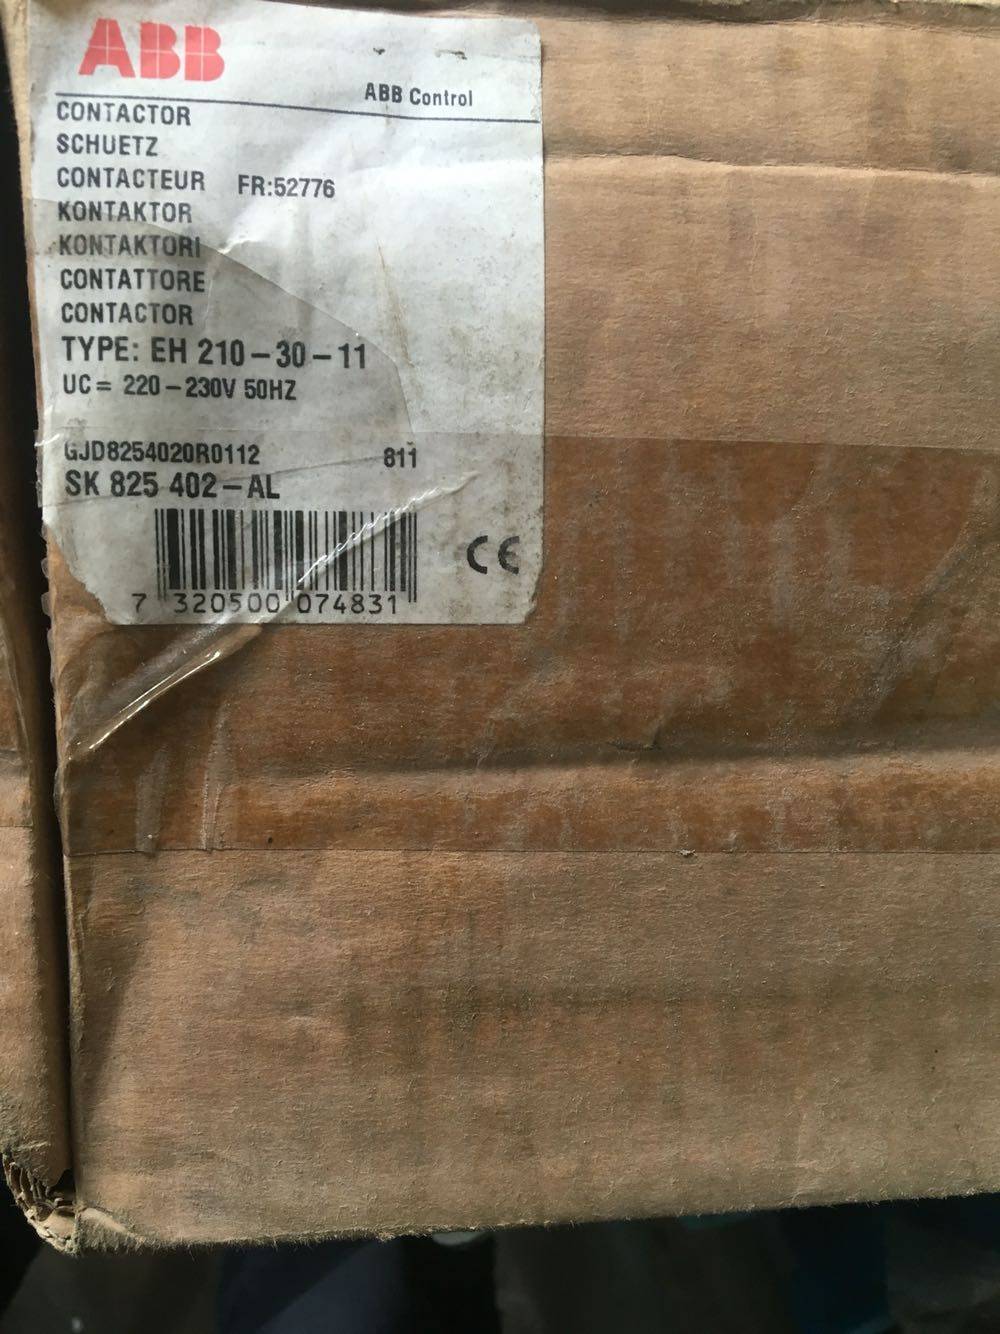 ABB
ABB Control
CONTACTOR
SCHUETZ
CONTACTEUR FR:52776
KONTAKTOR
KONTAKTORI
CONTATTORE
CONTACTOR
TYPE: EH 210-30-11
UC= 220-230V 50HZ
GJD8254020R0112 811
SK 825 402-AL
CE
7 320500 074831